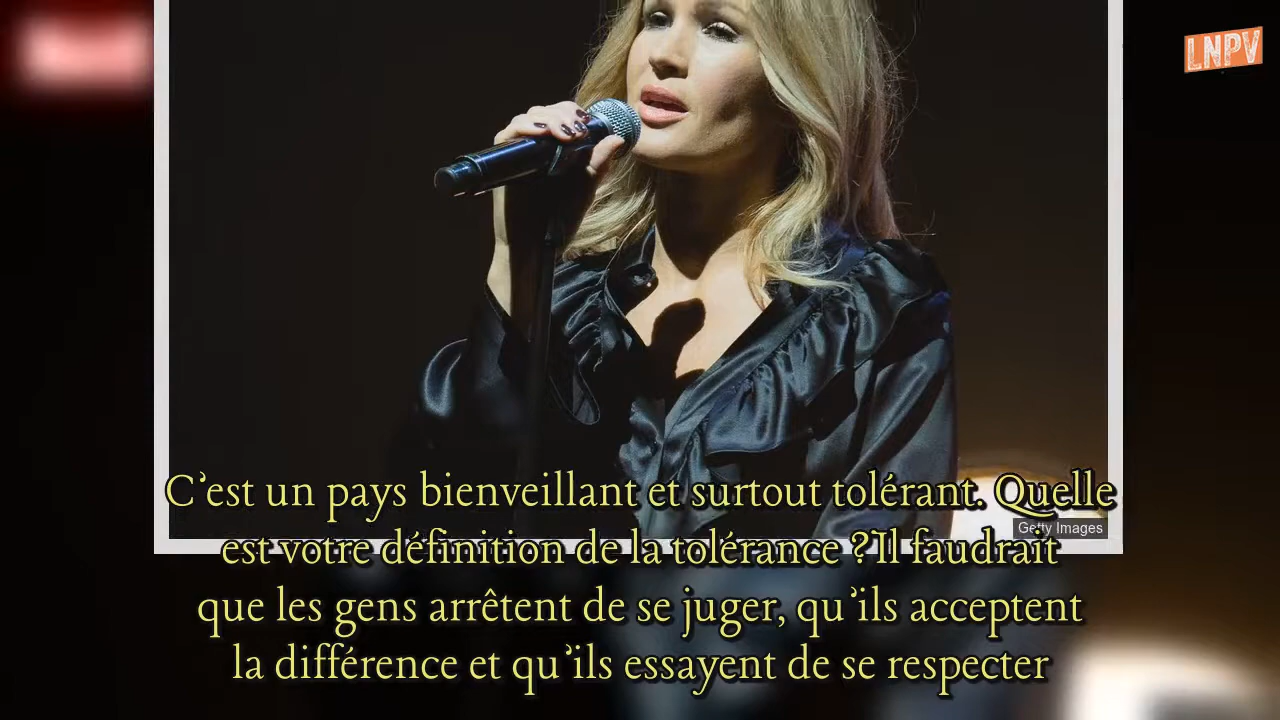 LNPV
C'est un pays bienveillant et surtout tolérant. Quelle
Getty Images
est votre définition de la tolérance ? Il faudrait
que les gens arrêtent de se juger, qu'ils acceptent
la différence et qu'ils essayent de se respecter